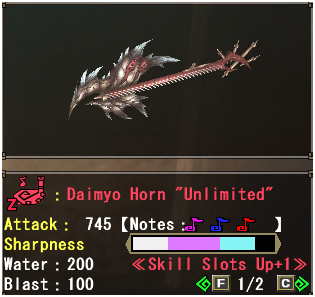 Z : Daimyo Horn "Unlimited"
Attack : 745 【Notes : 】
Sharpness
Water : 200 ≪Skill Slots Up+1≫
Blast : 100 F 1/2 C